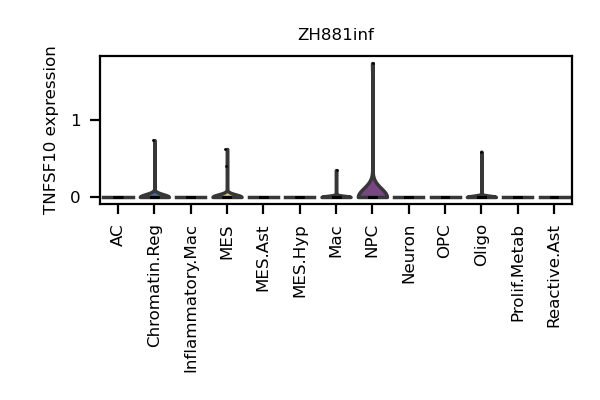 ZH881inf
TNFSF10 expression
1
0
AC
Chromatin.Reg
Inflammatory.Mac
MES
MES.Ast
MES.Hyp
Mac
NPC
Neuron
OPC
Oligo
Prolif.Metab
Reactive.Ast